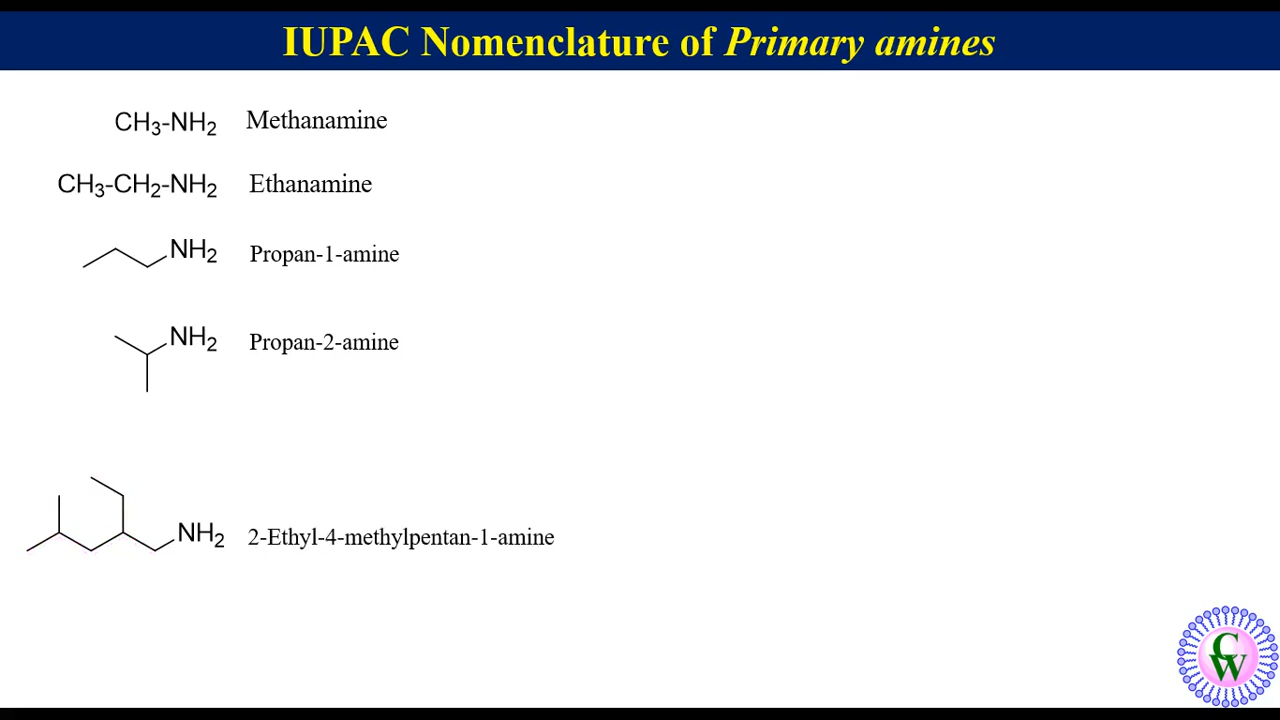 IUPAC Nomenclature of Primary amines
CH₃-NH₂ Methanamine
CH₃-CH₂-NH₂ Ethanamine
NH₂ Propan-1-amine
NH₂ Propan-2-amine
NH₂ 2-Ethyl-4-methylpentan-1-amine
CW